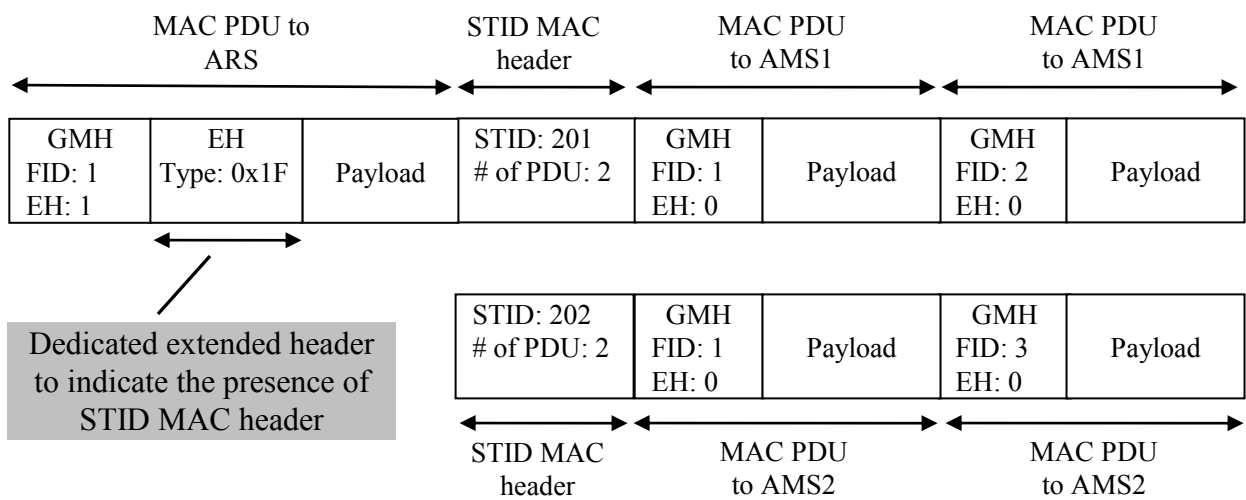 MAC PDU to
ARS
STID MAC
header
MAC PDU
to AMS1
MAC PDU
to AMS1
GMH
FID: 1
EH: 1
EH
Type: 0x1F
Payload
STID: 201
# of PDU: 2
GMH
FID: 1
EH: 0
Payload
GMH
FID: 2
EH: 0
Payload
Dedicated extended header
to indicate the presence of
STID MAC header
STID: 202
# of PDU: 2
GMH
FID: 1
EH: 0
Payload
GMH
FID: 3
EH: 0
Payload
STID MAC
header
MAC PDU
to AMS2
MAC PDU
to AMS2